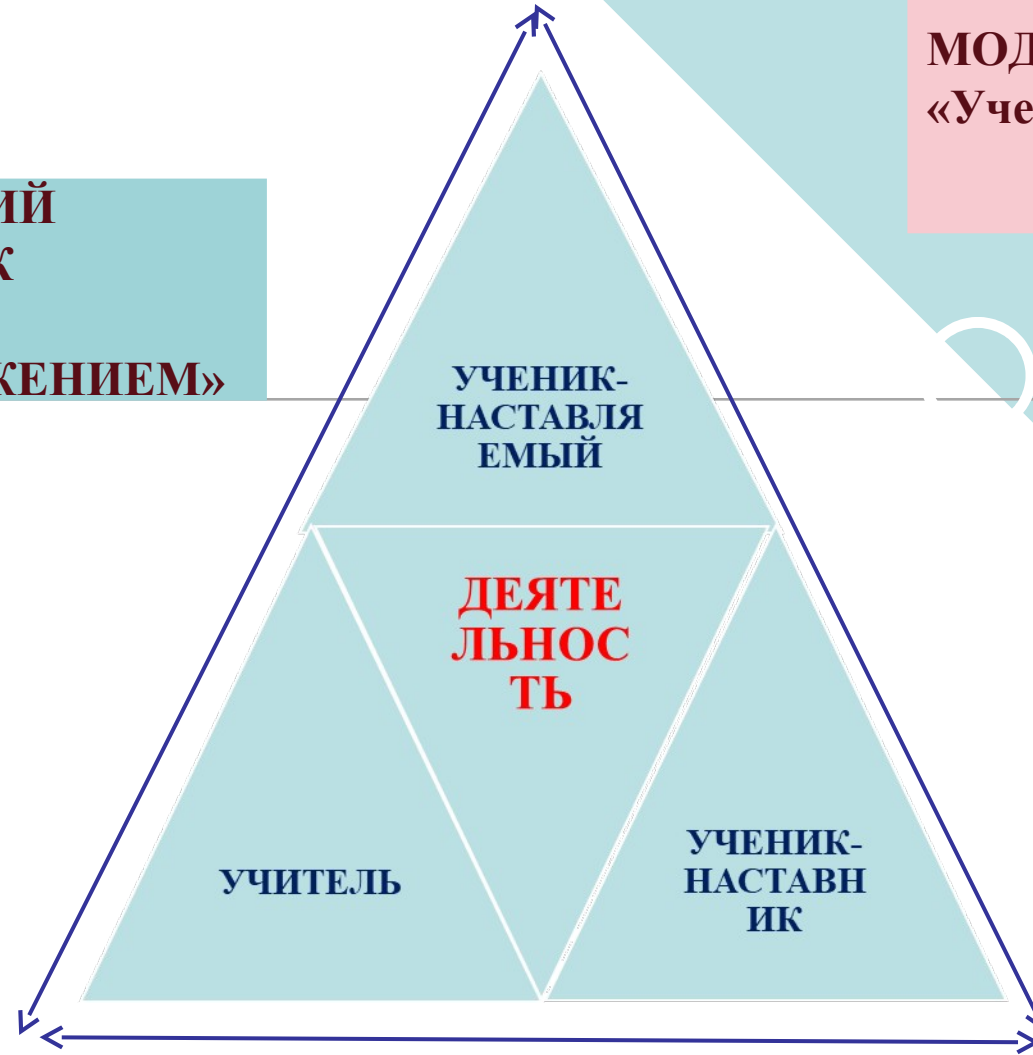 МОД
«Уче
ИЙ
К
ЖЕНИЕМ»
УЧЕНИК-
НАСТАВЛЯ
ЕМЫЙ
ДЕЯТЕ
ЛЬНОС
ТЬ
УЧИТЕЛЬ
УЧЕНИК-
НАСТАВН
ИК